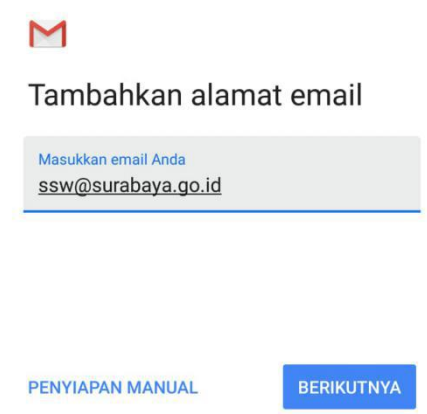 Tambahkan alamat email
Masukkan email Anda
ssw@surabaya.go.id
PENYIAPAN MANUAL
BERIKUTNYA